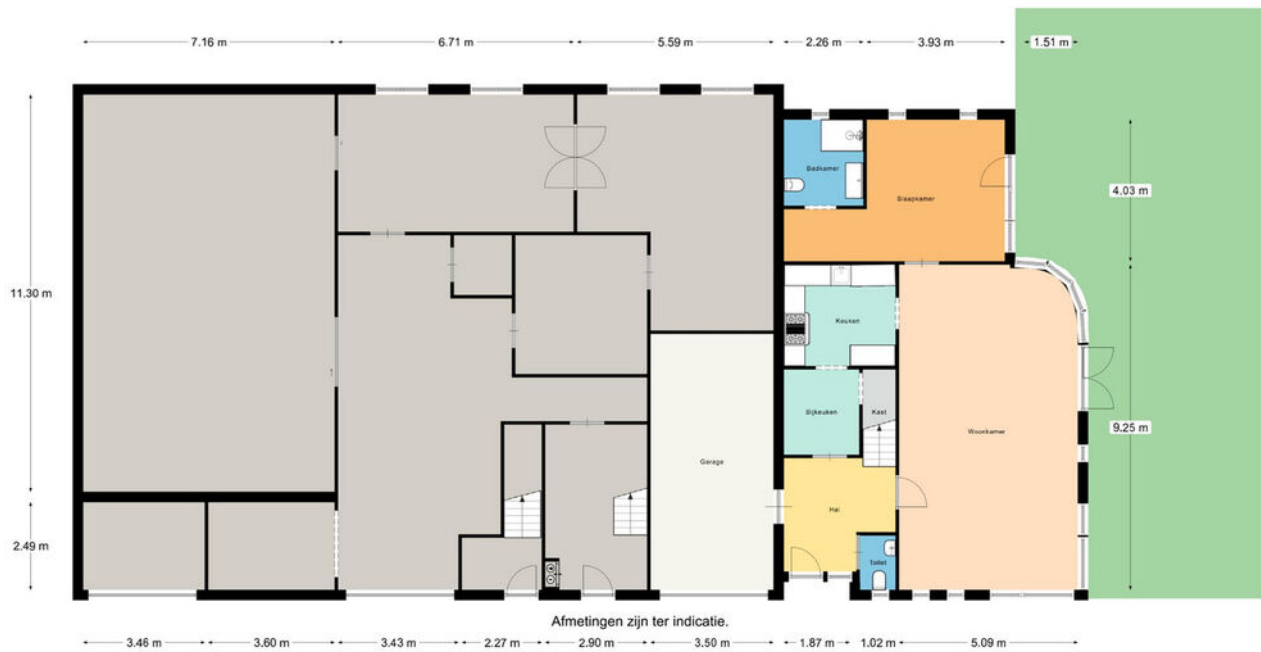 7.16 m
6.71 m
5.59 m
2.26 m
3.93 m
1.51 m
Badkamer
4.03 m
Slaapkamer
11.30 m
Keuken
Bijkeuken
Kast
9.25 m
Woonkamer
Garage
Hal
2.49 m
Toilet
Afmetingen zijn ter indicatie.
3.46 m
3.60 m
3.43 m
2.27 m
2.90 m
3.50 m
1.87 m
1.02 m
5.09 m